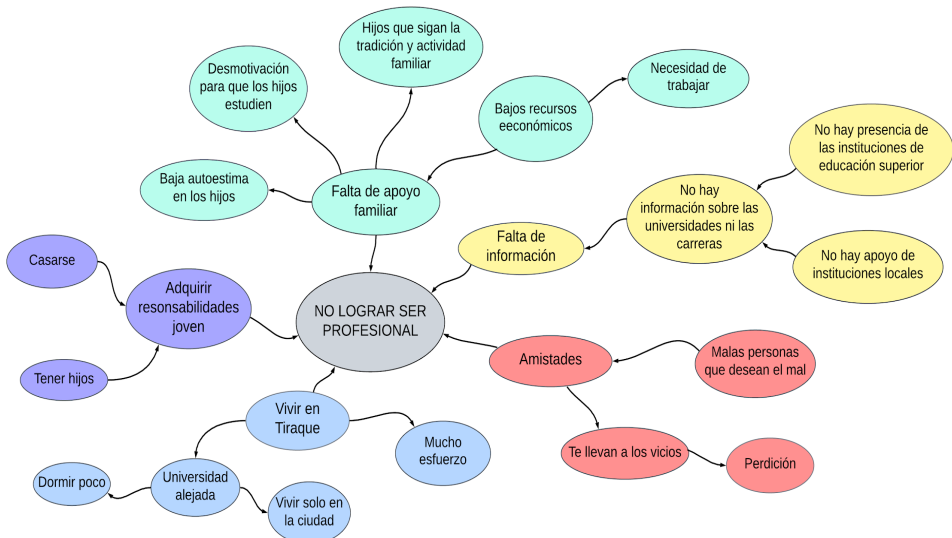 Hijos que sigan la
tradición y actividad
familiar
Desmotivación
para que los hijos
estudien
Necesidad de
trabajar
Bajos recursos
eeconómicos
No hay presencia de
las instituciones de
educación superior
Baja autoestima
en los hijos
Falta de apoyo
familiar
No hay
información sobre las
universidades ni las
carreras
Falta de
información
No hay apoyo de
instituciones locales
Casarse
Adquirir
resonsabilidades
joven
NO LOGRAR SER
PROFESIONAL
Tener hijos
Amistades
Malas personas
que desean el mal
Vivir en
Tiraque
Mucho
esfuerzo
Te llevan a los vicios
Perdición
Dormir poco
Universidad
alejada
Vivir solo en
la ciudad